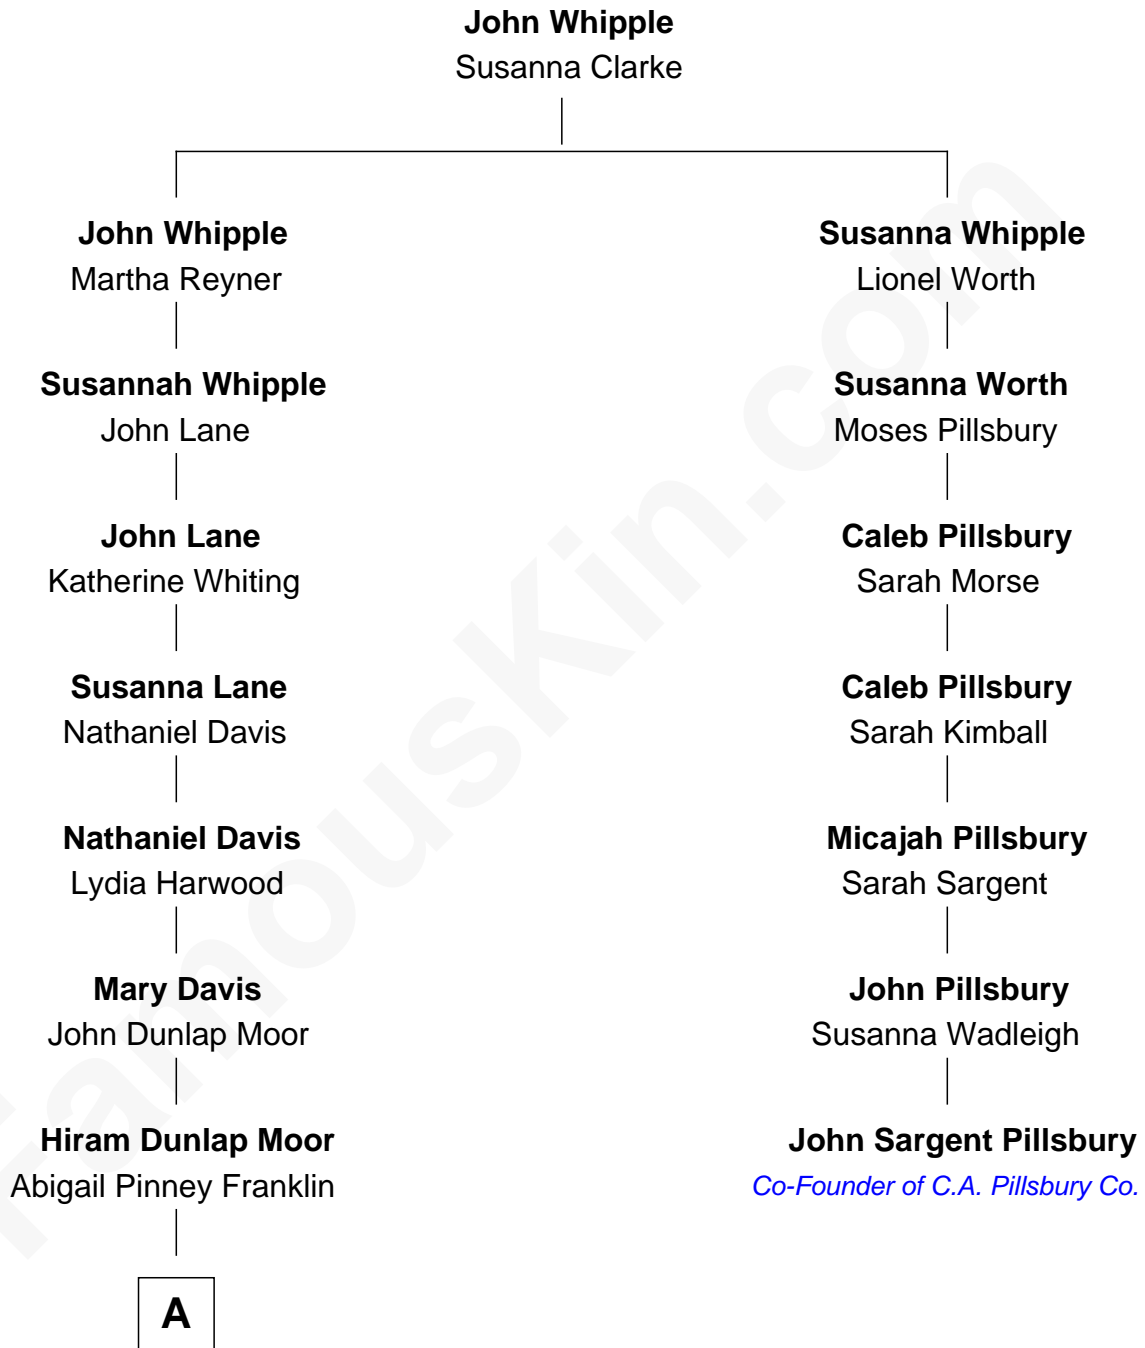 John Whipple
Susanna Clarke
John Whipple
Martha Reyner
Susannah Whipple
John Lane
John Lane
Katherine Whiting
Susanna Lane
Nathaniel Davis
Nathaniel Davis
Lydia Harwood
Mary Davis
John Dunlap Moor
Hiram Dunlap Moor
Abigail Pinney Franklin
A
Susanna Whipple
Lionel Worth
Susanna Worth
Moses Pillsbury
Caleb Pillsbury
Sarah Morse
Caleb Pillsbury
Sarah Kimball
Micajah Pillsbury
Sarah Sargent
John Pillsbury
Susanna Wadleigh
John Sargent Pillsbury
Co-Founder of C.A. Pillsbury Co.
FamousKin.com